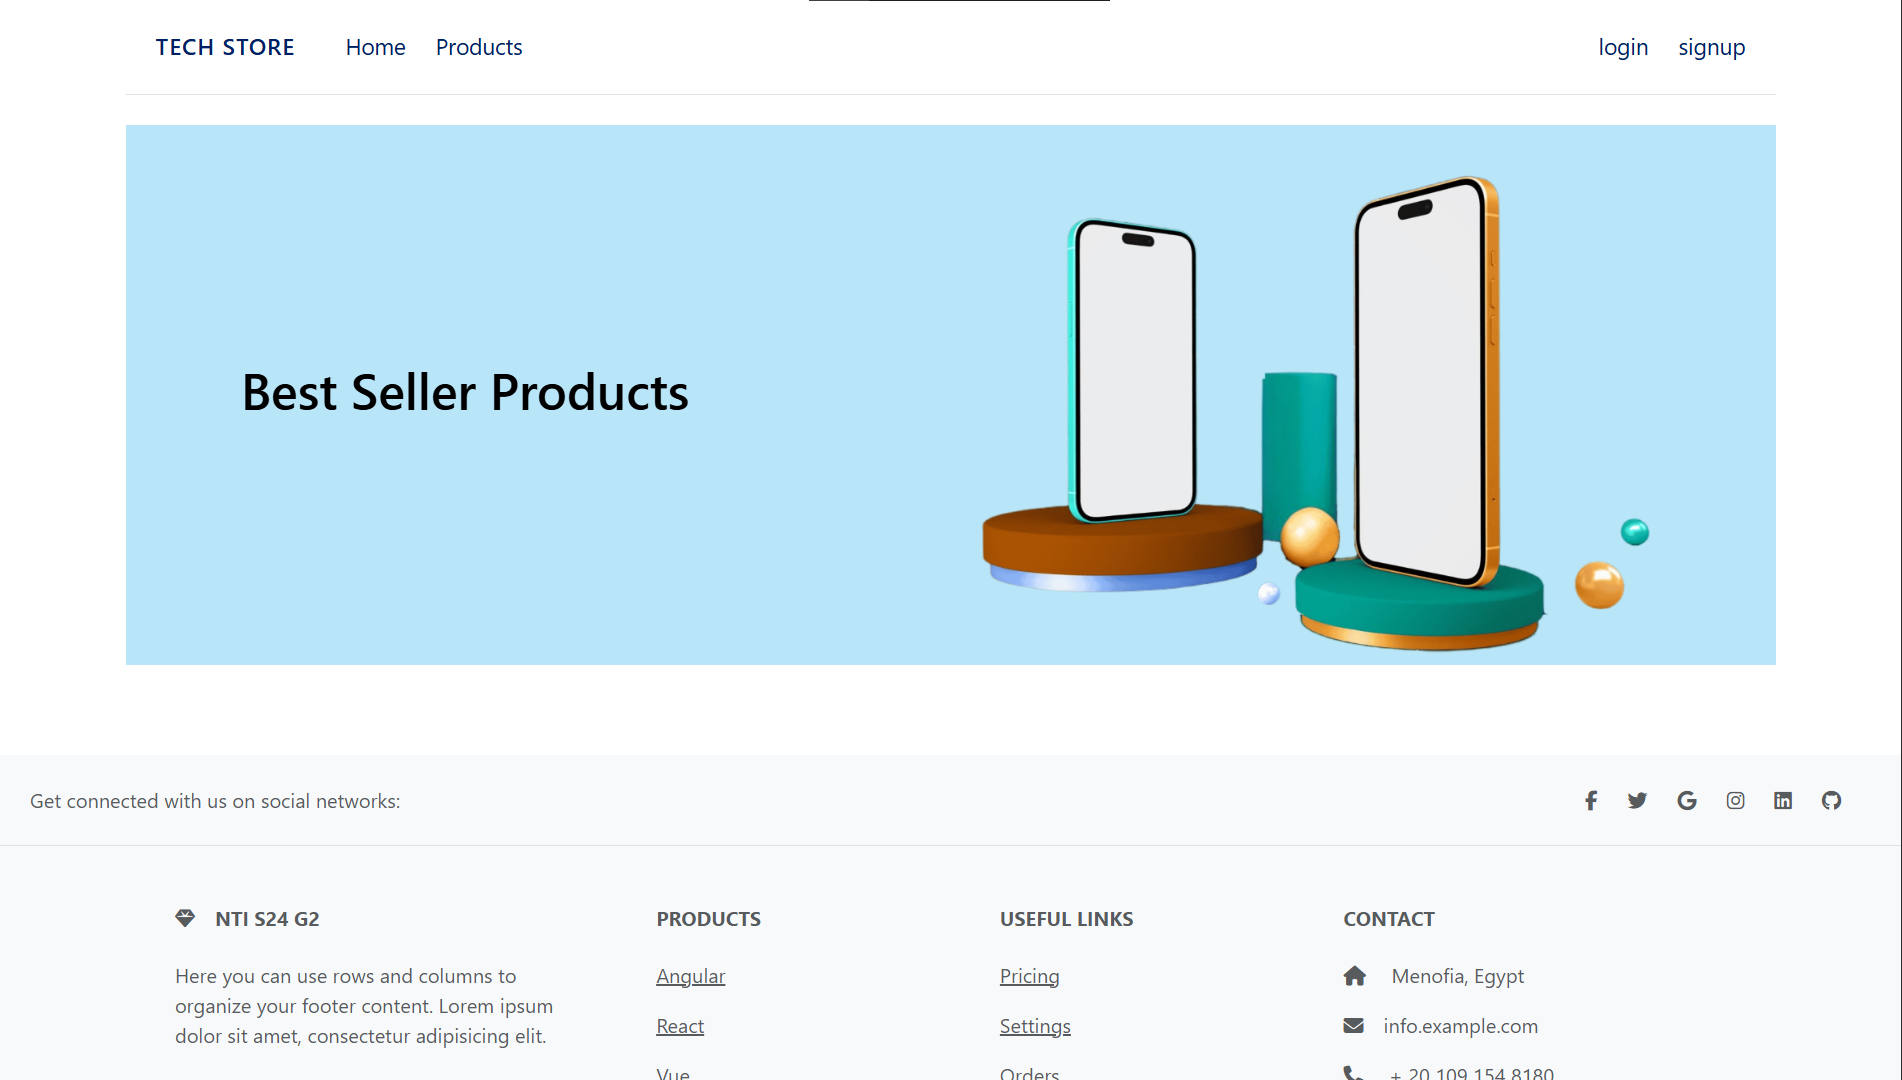 TECH STORE Home Products login signup
Best Seller Products
Get connected with us on social networks:
NTI S24 G2
Here you can use rows and columns to
organize your footer content. Lorem ipsum
dolor sit amet, consectetur adipisicing elit.
PRODUCTS
Angular
React
Vue
USEFUL LINKS
Pricing
Settings
Orders
CONTACT
Menofia, Egypt
info.example.com
+ 20 109 154 8180